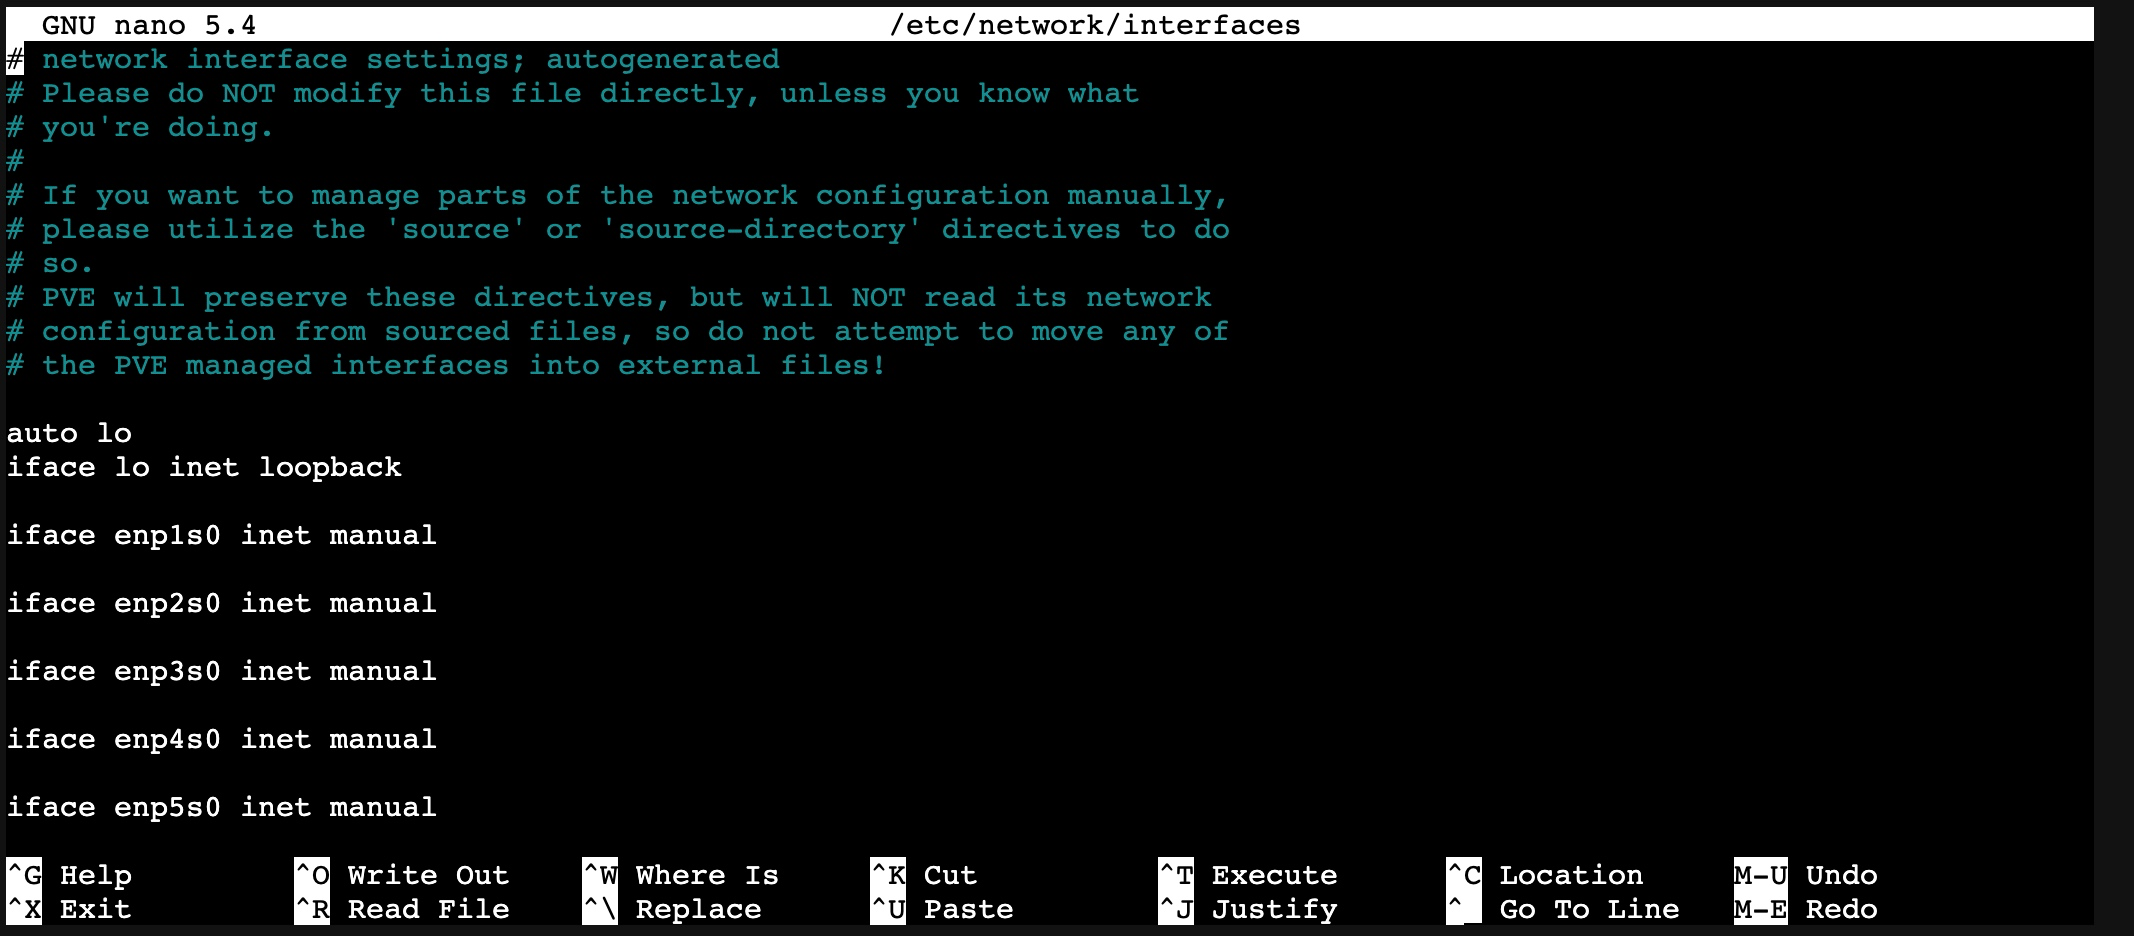 GNU nano 5.4 /etc/network/interfaces
# network interface settings; autogenerated
# Please do NOT modify this file directly, unless you know what
# you're doing.
#
# If you want to manage parts of the network configuration manually,
# please utilize the 'source' or 'source-directory' directives to do
# so.
# PVE will preserve these directives, but will NOT read its network
# configuration from sourced files, so do not attempt to move any of
# the PVE managed interfaces into external files!
auto lo
iface lo inet loopback
iface enp1s0 inet manual
iface enp2s0 inet manual
iface enp3s0 inet manual
iface enp4s0 inet manual
iface enp5s0 inet manual
^G Help ^O Write Out ^W Where Is ^K Cut ^T Execute ^C Location M-U Undo
^X Exit ^R Read File ^\ Replace ^U Paste ^J Justify ^_ Go To Line M-E Redo